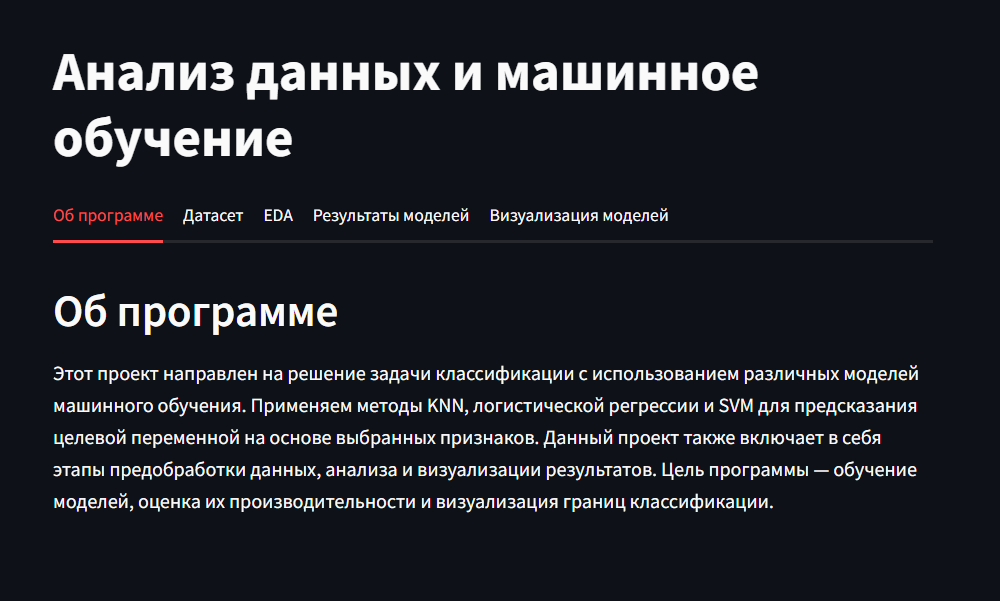 Анализ данных и машинное
обучение
Об программе Датасет EDA Результаты моделей Визуализация моделей
Об программе
Этот проект направлен на решение задачи классификации с использованием различных моделей
машинного обучения. Применяем методы KNN, логистической регрессии и SVM для предсказания
целевой переменной на основе выбранных признаков. Данный проект также включает в себя
этапы предобработки данных, анализа и визуализации результатов. Цель программы — обучение
моделей, оценка их производительности и визуализация границ классификации.